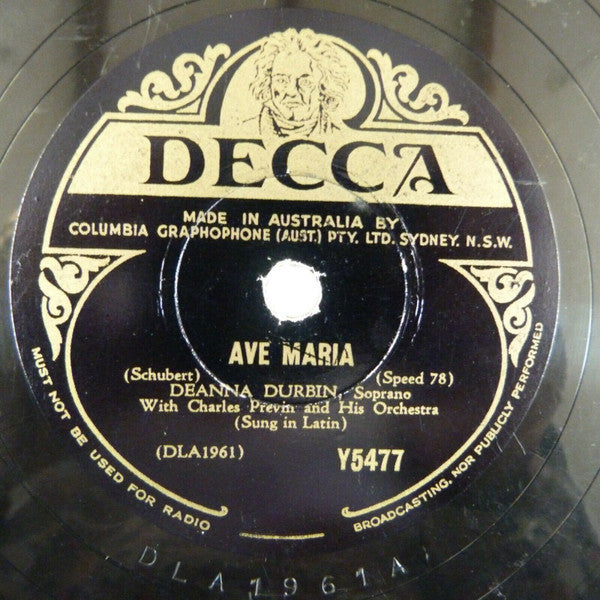 DECCA
MADE IN AUSTRALIA BY
COLUMBIA GRAPHOPHONE (AUST.) PTY. LTD. SYDNEY. N.S.W.
AVE MARIA
(Schubert) (Speed 78)
DEANNA DURBIN, Soprano
With Charles Previn and His Orchestra
(Sung in Latin)
(DLA1961) Y5477
MUST NOT BE USED FOR RADIO
BROADCASTING, NOR PUBLICLY PERFORMED
DLA1961A